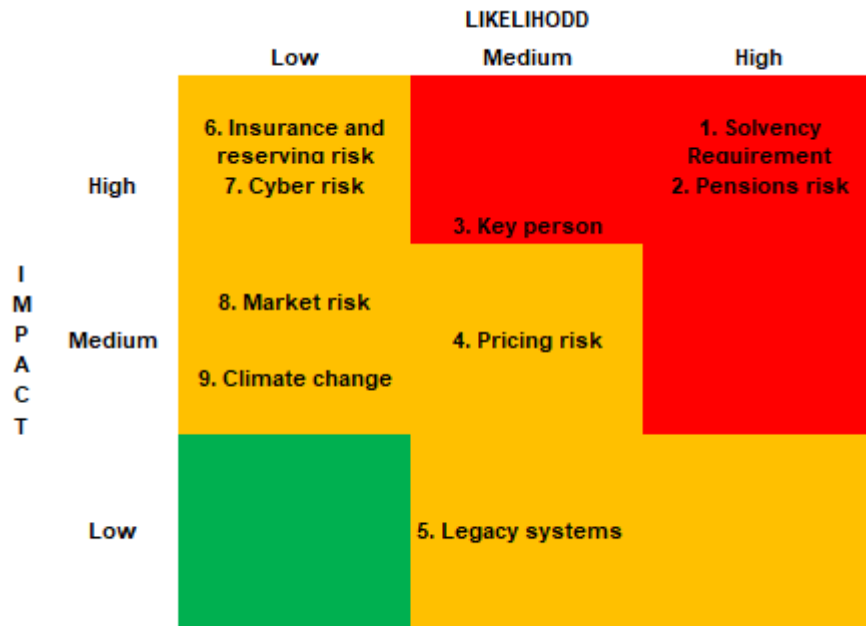 LIKELIHODD
Low
Medium
High
High
6. Insurance and
reserving risk
7. Cyber risk
3. Key person
1. Solvency
Requirement
2. Pensions risk
I
M
P
A
C
T
Medium
8. Market risk
9. Climate change
4. Pricing risk
Low
5. Legacy systems